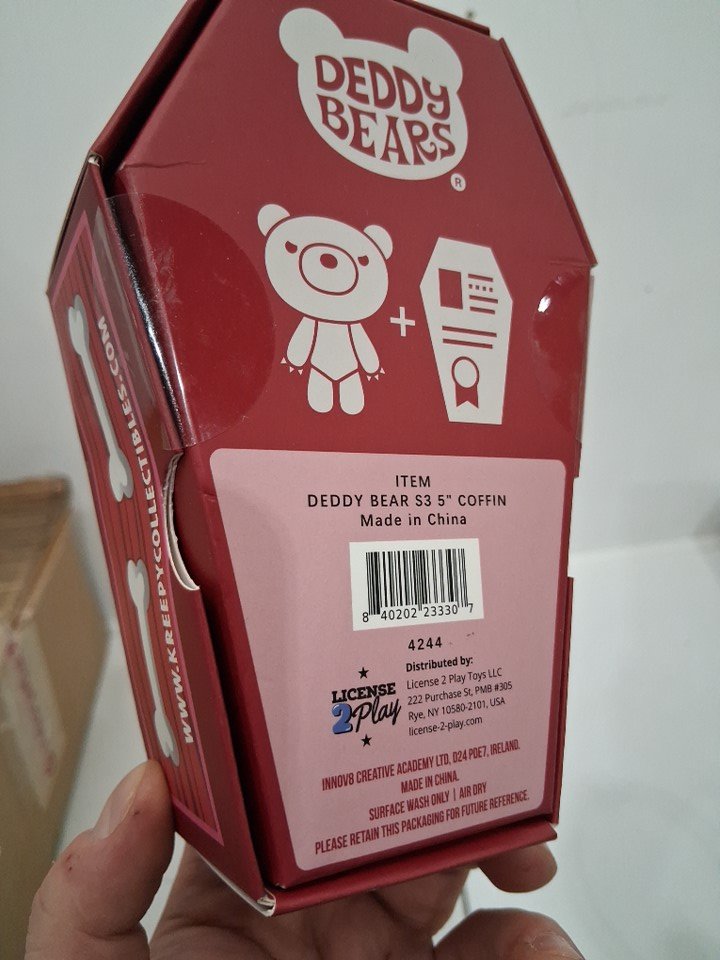 DEDDY
BEARS
®
+
WWW.KREEPYCOLLECTIBLES.COM
ITEM
DEDDY BEAR S3 5" COFFIN
Made in China
8 40202 23330 7
4244
LICENSE
2Play
Distributed by:
License 2 Play Toys LLC
222 Purchase St, PMB #305
Rye, NY 10580-2101, USA
license-2-play.com
INNOV8 CREATIVE ACADEMY LTD, D24 PDE7, IRELAND.
MADE IN CHINA.
SURFACE WASH ONLY | AIR DRY
PLEASE RETAIN THIS PACKAGING FOR FUTURE REFERENCE.